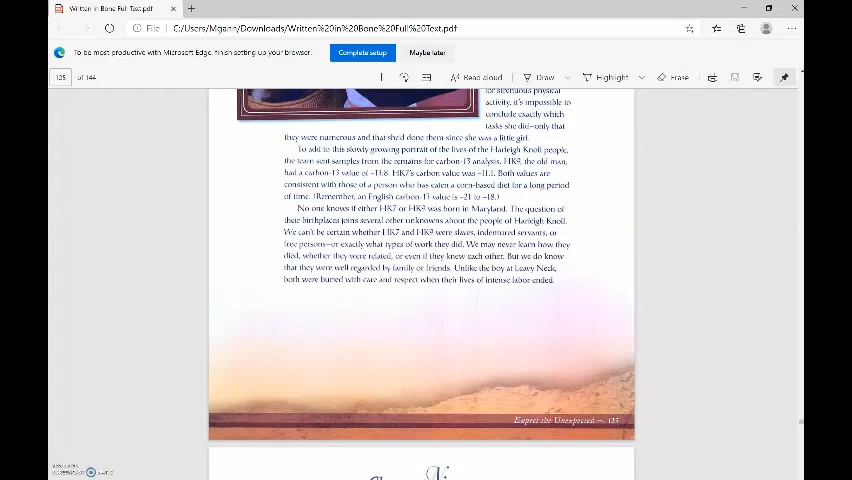 Written in Bone Full Text.pdf
File C:/Users/Mgann/Downloads/Written%20in%20Bone%20Full%20Text.pdf
To be most productive with Microsoft Edge, finish setting up your browser. Complete setup Maybe later
125 of 144 Read aloud Draw Highlight Erase
for strenuous physical
activity, it's impossible to
conclude exactly which
tasks she did—only that
they were numerous and that she'd done them since she was a little girl.
To add to this slowly growing portrait of the lives of the Harleigh Knoll people,
the team sent samples from the remains for carbon-13 analysis. HK9, the old man,
had a carbon-13 value of –13.8. HK7's carbon value was –11.1. Both values are
consistent with those of a person who has eaten a corn-based diet for a long period
of time. (Remember, an English carbon-13 value is –21 to –18.)
No one knows if either HK7 or HK9 was born in Maryland. The question of
their birthplaces joins several other unknowns about the people of Harleigh Knoll.
We can't be certain whether HK7 and HK9 were slaves, indentured servants, or
free persons—or exactly what types of work they did. We may never learn how they
died, whether they were related, or even if they knew each other. But we do know
that they were well regarded by family or friends. Unlike the boy at Leavy Neck,
both were buried with care and respect when their lives of intense labor ended.
Expect the Unexpected — 125